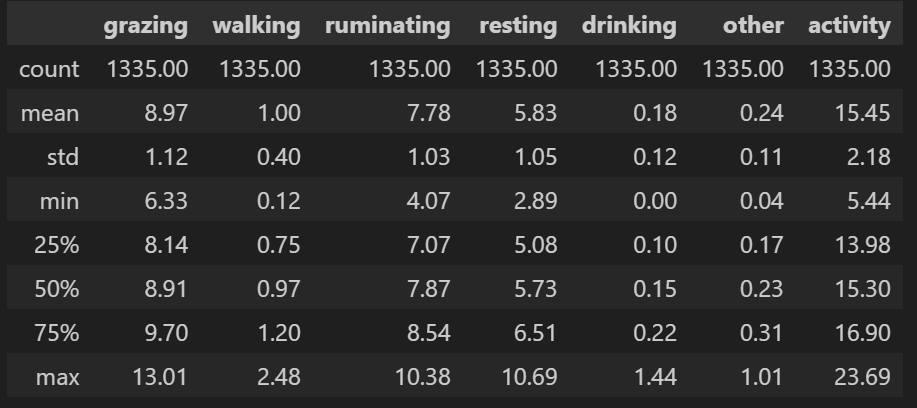 grazing walking ruminating resting drinking other activity
count 1335.00 1335.00 1335.00 1335.00 1335.00 1335.00 1335.00
mean 8.97 1.00 7.78 5.83 0.18 0.24 15.45
std 1.12 0.40 1.03 1.05 0.12 0.11 2.18
min 6.33 0.12 4.07 2.89 0.00 0.04 5.44
25% 8.14 0.75 7.07 5.08 0.10 0.17 13.98
50% 8.91 0.97 7.87 5.73 0.15 0.23 15.30
75% 9.70 1.20 8.54 6.51 0.22 0.31 16.90
max 13.01 2.48 10.38 10.69 1.44 1.01 23.69